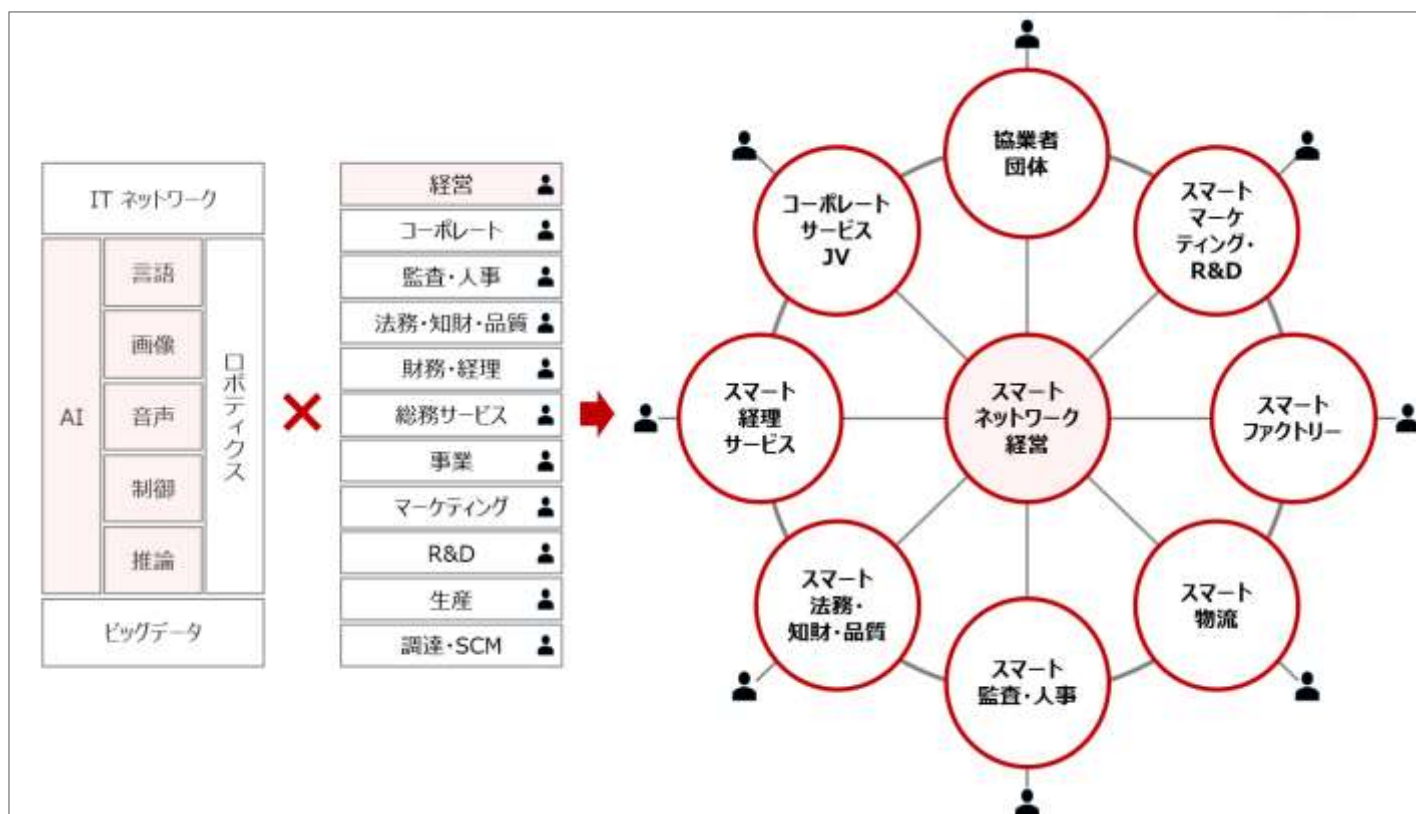 IT ネットワーク
AI
言語
画像
音声
制御
推論
ロボティクス
ビッグデータ
×
経営
コーポレート
監査・人事
法務・知財・品質
財務・経理
総務サービス
事業
マーケティング
R&D
生産
調達・SCM
協業者
団体
スマート
マーケ
ティング・
R&D
スマート
ファクトリー
スマート
物流
スマート
監査・人事
スマート
法務・
知財・品質
スマート
経理
サービス
コーポレート
サービス
JV
スマート
ネットワーク
経営